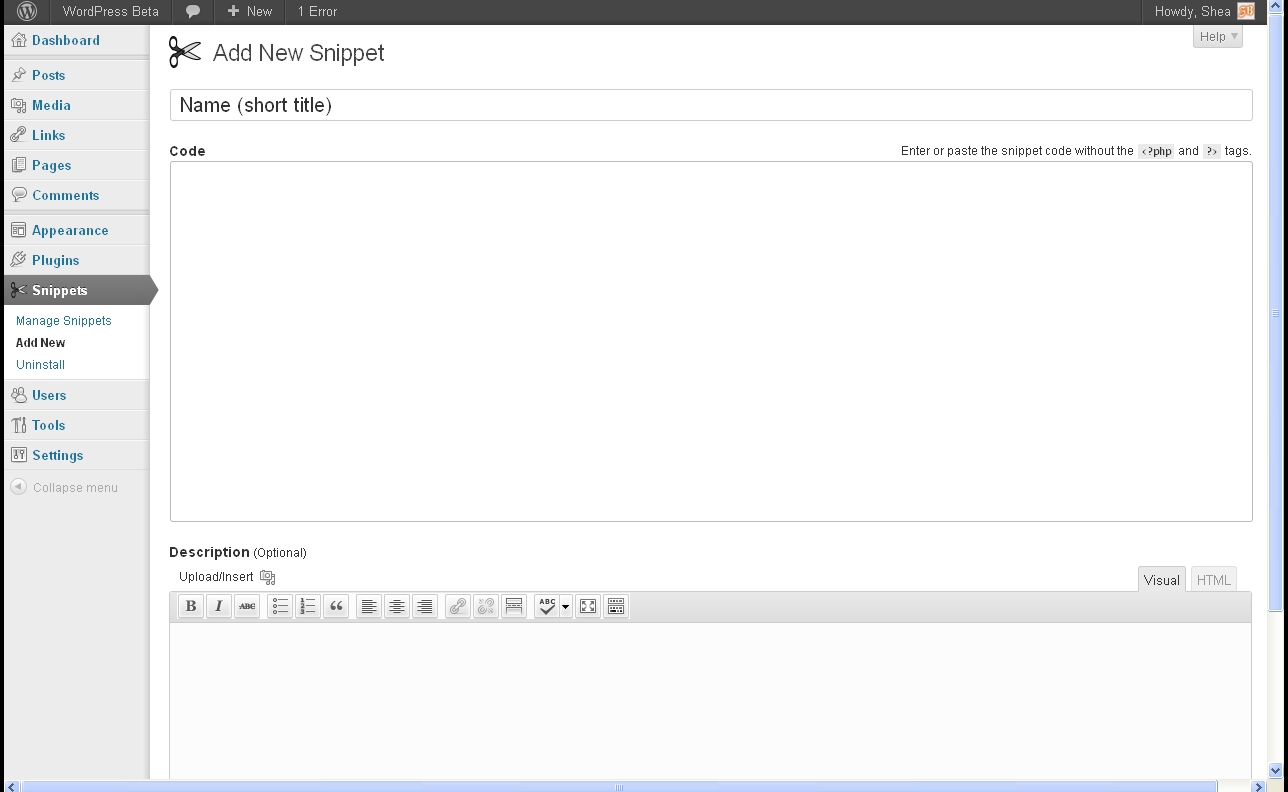 WordPress Beta + New 1 Error Howdy, Shea
Help
Dashboard
Posts
Media
Links
Pages
Comments
Appearance
Plugins
Snippets
Manage Snippets
Add New
Uninstall
Users
Tools
Settings
Collapse menu
Add New Snippet
Name (short title)
Code Enter or paste the snippet code without the <?php and ?> tags.
Description (Optional)
Upload/Insert
Visual HTML
B I ABC ABC